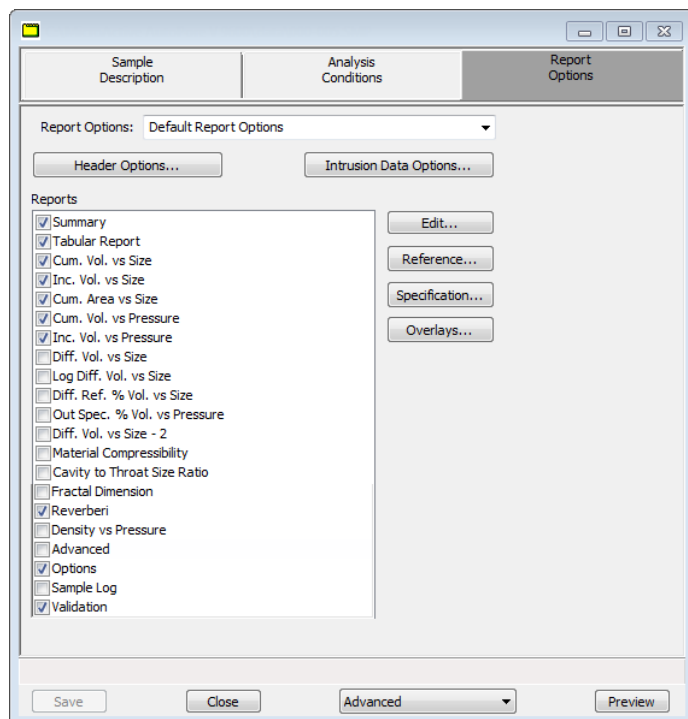 Sample Description
Analysis Conditions
Report Options
Report Options: Default Report Options
Header Options... Intrusion Data Options...
Reports
Summary
Tabular Report
Cum. Vol. vs Size
Inc. Vol. vs Size
Cum. Area vs Size
Cum. Vol. vs Pressure
Inc. Vol. vs Pressure
Diff. Vol. vs Size
Log Diff. Vol. vs Size
Diff. Ref. % Vol. vs Size
Out Spec. % Vol. vs Pressure
Diff. Vol. vs Size - 2
Material Compressibility
Cavity to Throat Size Ratio
Fractal Dimension
Reverberi
Density vs Pressure
Advanced
Options
Sample Log
Validation
Edit...
Reference...
Specification...
Overlays...
Save Close Advanced Preview